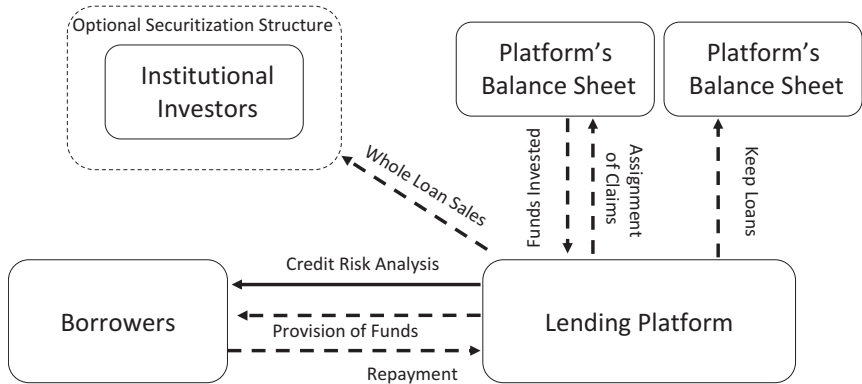 Optional Securitization Structure
Institutional
Investors
Platform’s
Balance Sheet
Platform’s
Balance Sheet
Whole Loan Sales
Funds Invested
Assignment
of Claims
Keep Loans
Credit Risk Analysis
Borrowers
Provision of Funds
Lending Platform
Repayment